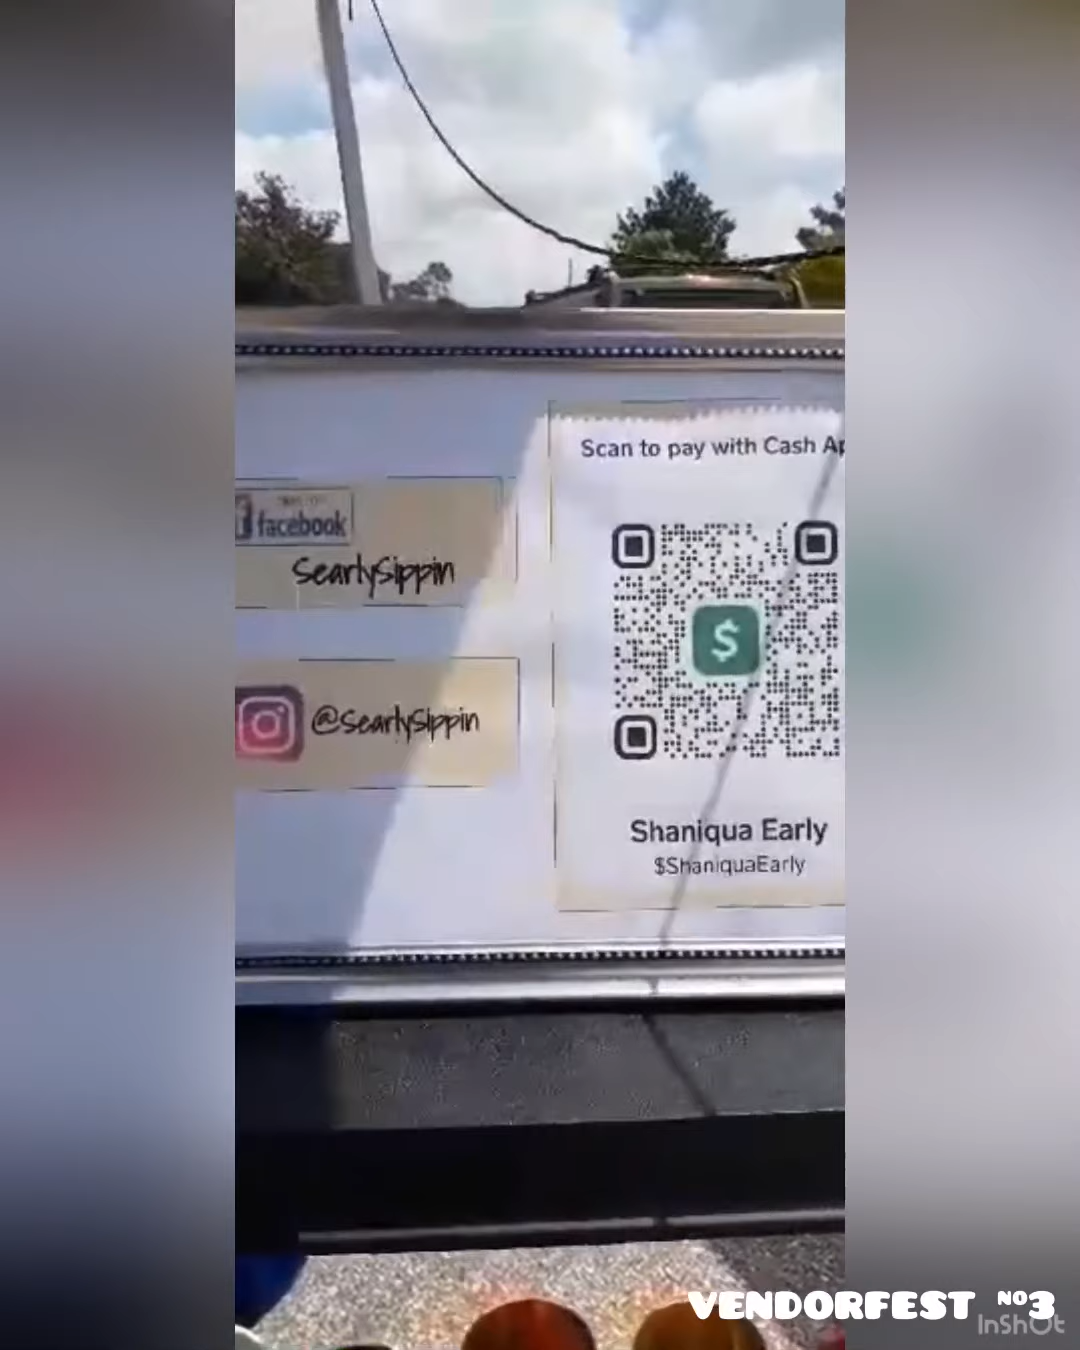 facebook
SearlySippin
@SearlySippin
Scan to pay with Cash Ap
$
Shaniqua Early
$ShaniquaEarly
VENDORFEST Nº3
InShOt